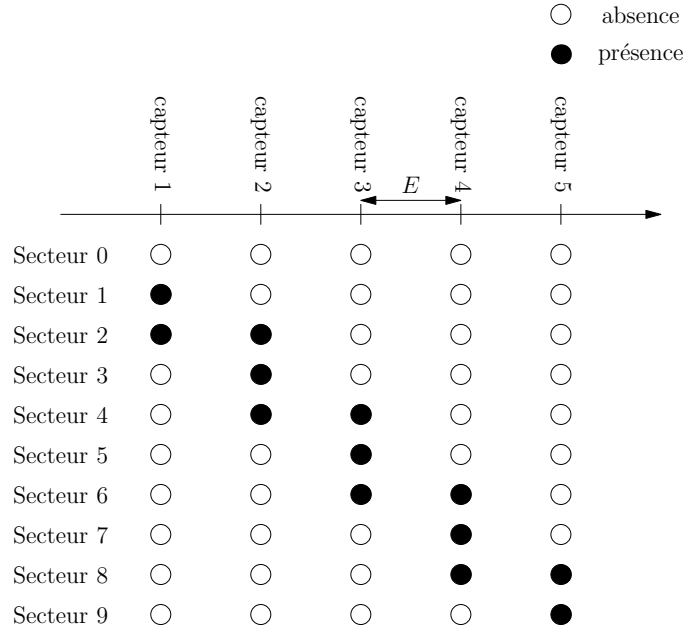 absence
présence
capteur 1
capteur 2
capteur 3
capteur 4
capteur 5
E
Secteur 0
Secteur 1
Secteur 2
Secteur 3
Secteur 4
Secteur 5
Secteur 6
Secteur 7
Secteur 8
Secteur 9